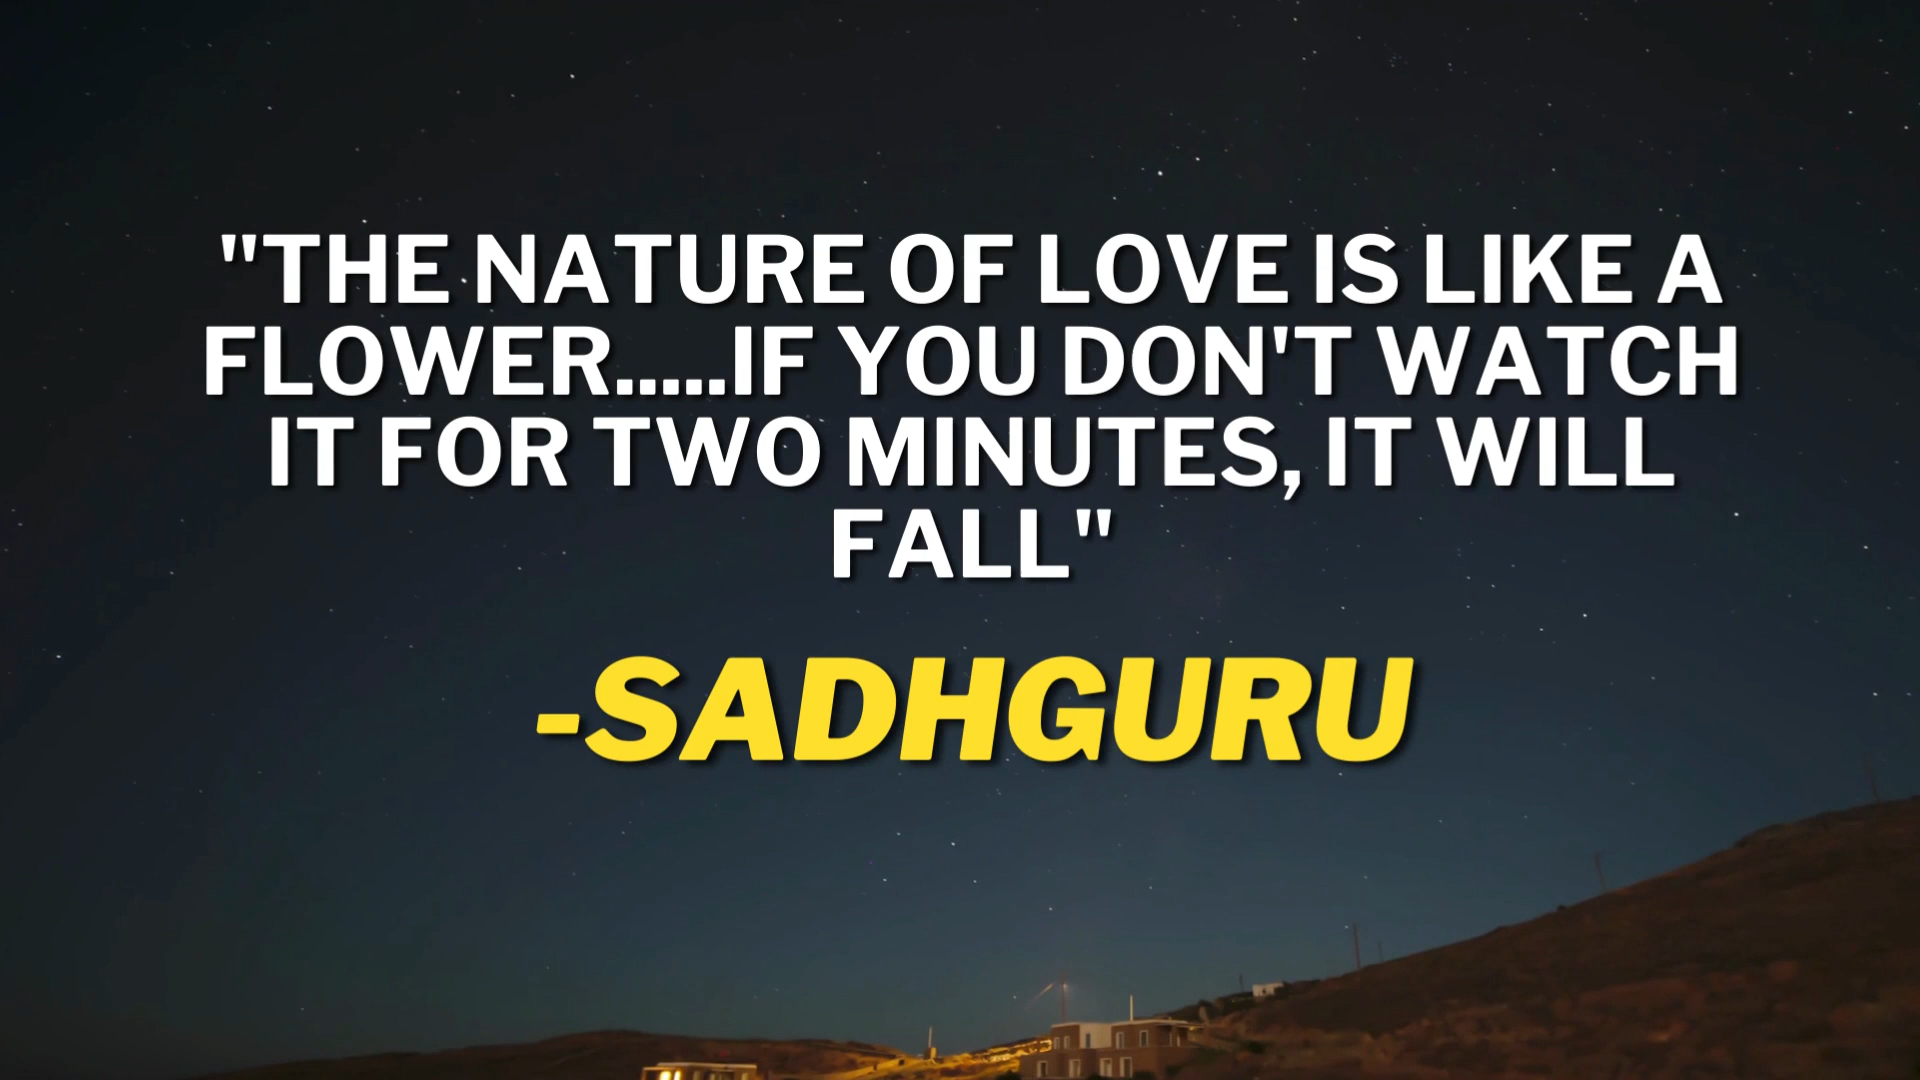 "THE NATURE OF LOVE IS LIKE A
FLOWER.....IF YOU DON'T WATCH
IT FOR TWO MINUTES, IT WILL
FALL"
-SADHGURU